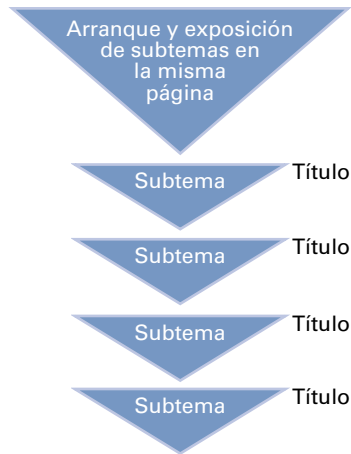 Arranque y exposición
de subtemas en
la misma
página
Subtema
Título
Subtema
Título
Subtema
Título
Subtema
Título